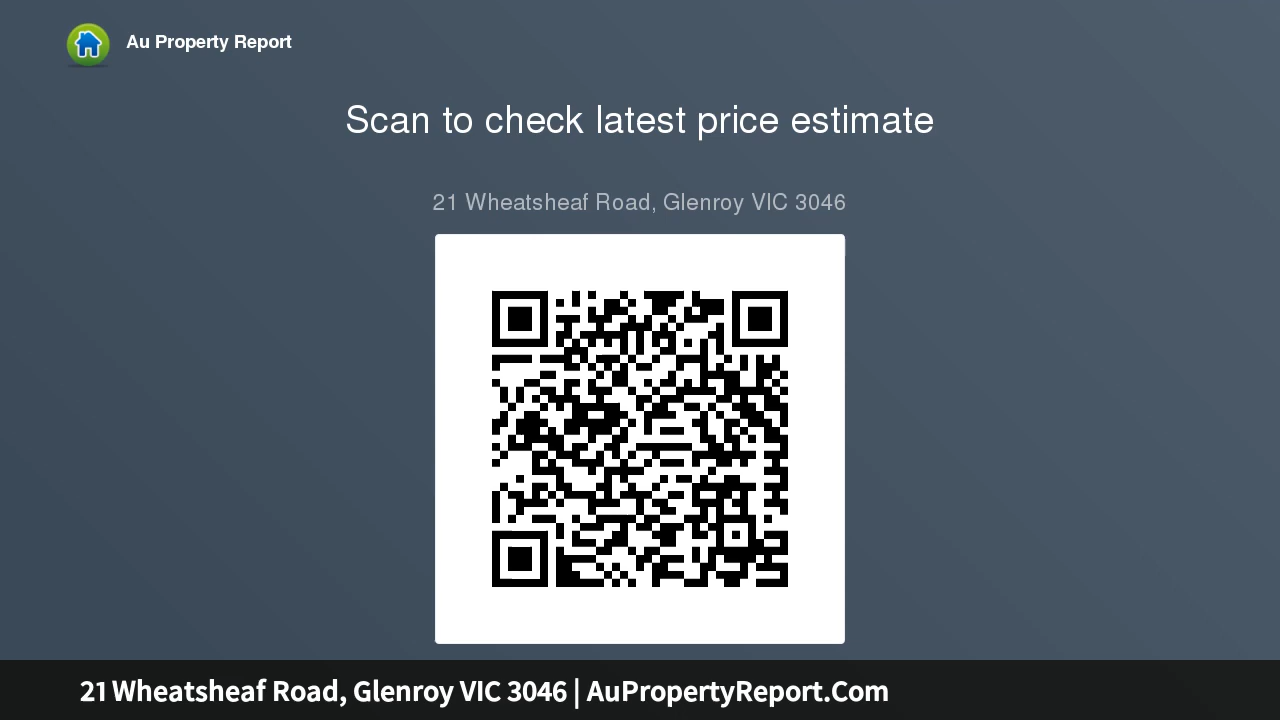 Au Property Report
Scan to check latest price estimate
21 Wheatsheaf Road, Glenroy VIC 3046
21 Wheatsheaf Road, Glenroy VIC 3046 | AuPropertyReport.Com